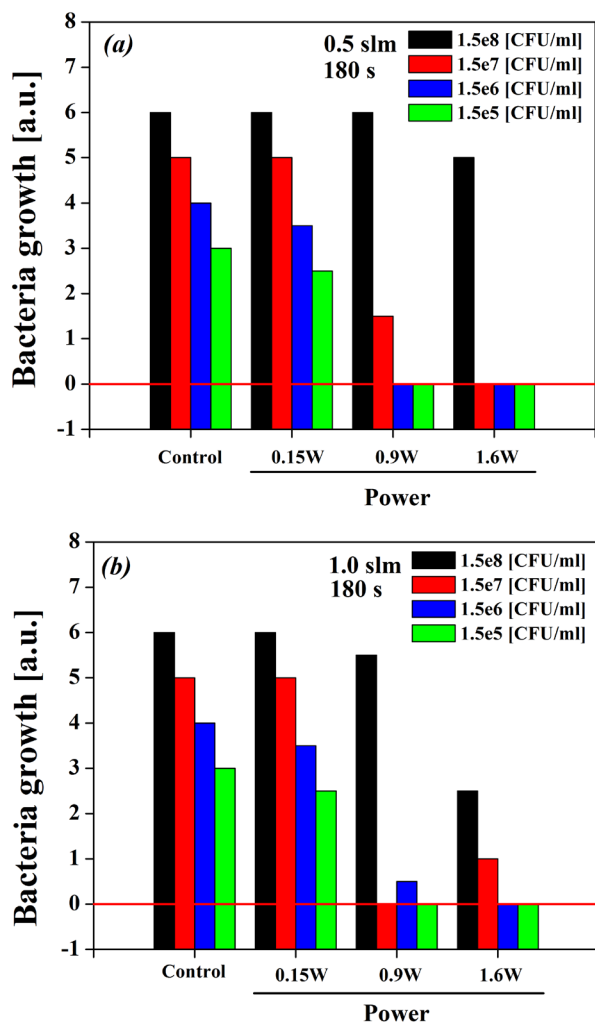 (a)
0.5 slm
180 s
1.5e8 [CFU/ml]
1.5e7 [CFU/ml]
1.5e6 [CFU/ml]
1.5e5 [CFU/ml]
Bacteria growth [a.u.]
8
7
6
5
4
3
2
1
0
-1
Control 0.15W 0.9W 1.6W
Power
(b)
1.0 slm
180 s
1.5e8 [CFU/ml]
1.5e7 [CFU/ml]
1.5e6 [CFU/ml]
1.5e5 [CFU/ml]
Bacteria growth [a.u.]
8
7
6
5
4
3
2
1
0
-1
Control 0.15W 0.9W 1.6W
Power